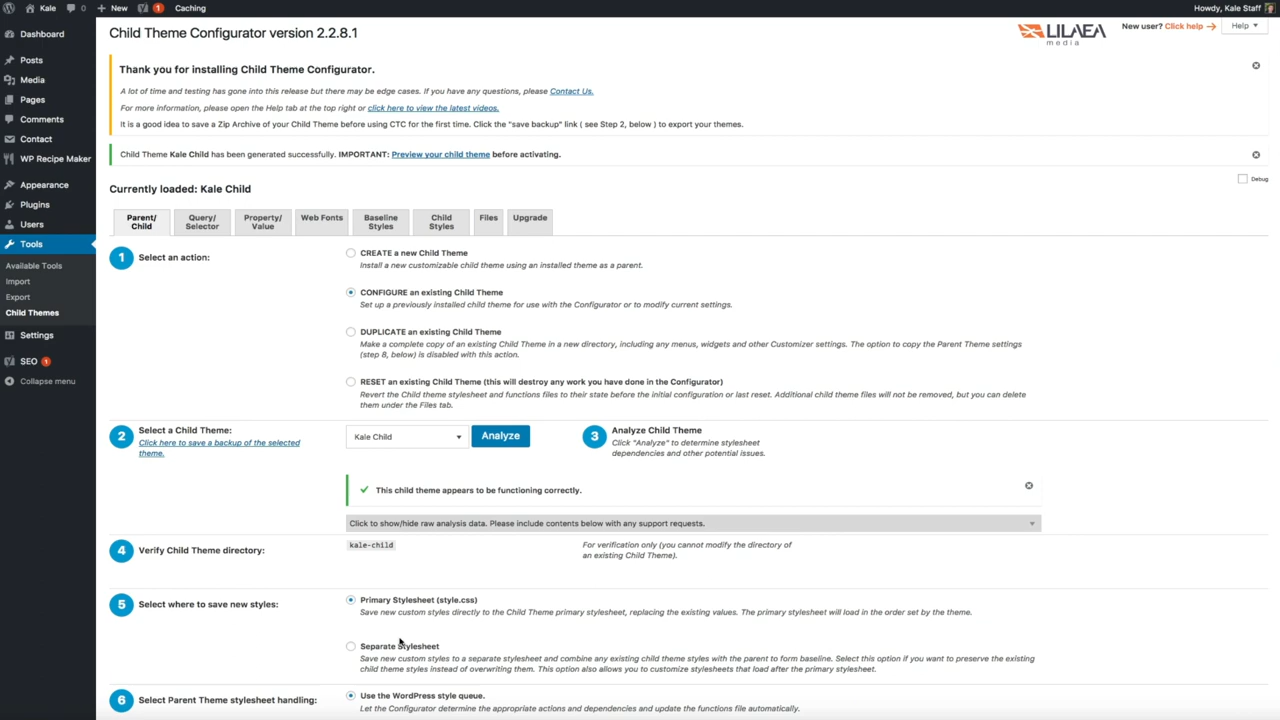 Kale 0 New 1 Caching Howdy, Kale Staff
Dashboard
Posts
Media
Pages
Comments
Contact
WP Recipe Maker
Appearance
Plugins
Users
Tools
Available Tools
Import
Export
Child Themes
Settings
SEO 1
Collapse menu
Child Theme Configurator version 2.2.8.1
LILAEA
media
New user? Click help →
Help ▼
Thank you for installing Child Theme Configurator.
A lot of time and testing has gone into this release but there may be edge cases. If you have any questions, please Contact Us.
For more information, please open the Help tab at the top right or click here to view the latest videos.
It is a good idea to save a Zip Archive of your Child Theme before using CTC for the first time. Click the "save backup" link ( see Step 2, below ) to export your themes.
Child Theme Kale Child has been generated successfully. IMPORTANT: Preview your child theme before activating.
Debug
Currently loaded: Kale Child
Parent/
Child
Query/
Selector
Property/
Value
Web Fonts
Baseline
Styles
Child
Styles
Files
Upgrade
1 Select an action:
CREATE a new Child Theme
Install a new customizable child theme using an installed theme as a parent.
CONFIGURE an existing Child Theme
Set up a previously installed child theme for use with the Configurator or to modify current settings.
DUPLICATE an existing Child Theme
Make a complete copy of an existing Child Theme in a new directory, including any menus, widgets and other Customizer settings. The option to copy the Parent Theme settings
(step 8, below) is disabled with this action.
RESET an existing Child Theme (this will destroy any work you have done in the Configurator)
Revert the Child theme stylesheet and functions files to their state before the initial configuration or last reset. Additional child theme files will not be removed, but you can delete
them under the Files tab.
2 Select a Child Theme:
Click here to save a backup of the selected
theme.
Kale Child
Analyze
3 Analyze Child Theme
Click "Analyze" to determine stylesheet
dependencies and other potential issues.
This child theme appears to be functioning correctly.
Click to show/hide raw analysis data. Please include contents below with any support requests.
4 Verify Child Theme directory:
kale-child
For verification only (you cannot modify the directory of
an existing Child Theme).
5 Select where to save new styles:
Primary Stylesheet (style.css)
Save new custom styles directly to the Child Theme primary stylesheet, replacing the existing values. The primary stylesheet will load in the order set by the theme.
Separate Stylesheet
Save new custom styles to a separate stylesheet and combine any existing child theme styles with the parent to form baseline. Select this option if you want to preserve the existing
child theme styles instead of overwriting them. This option also allows you to customize stylesheets that load after the primary stylesheet.
6 Select Parent Theme stylesheet handling:
Use the WordPress style queue.
Let the Configurator determine the appropriate actions and dependencies and update the functions file automatically.